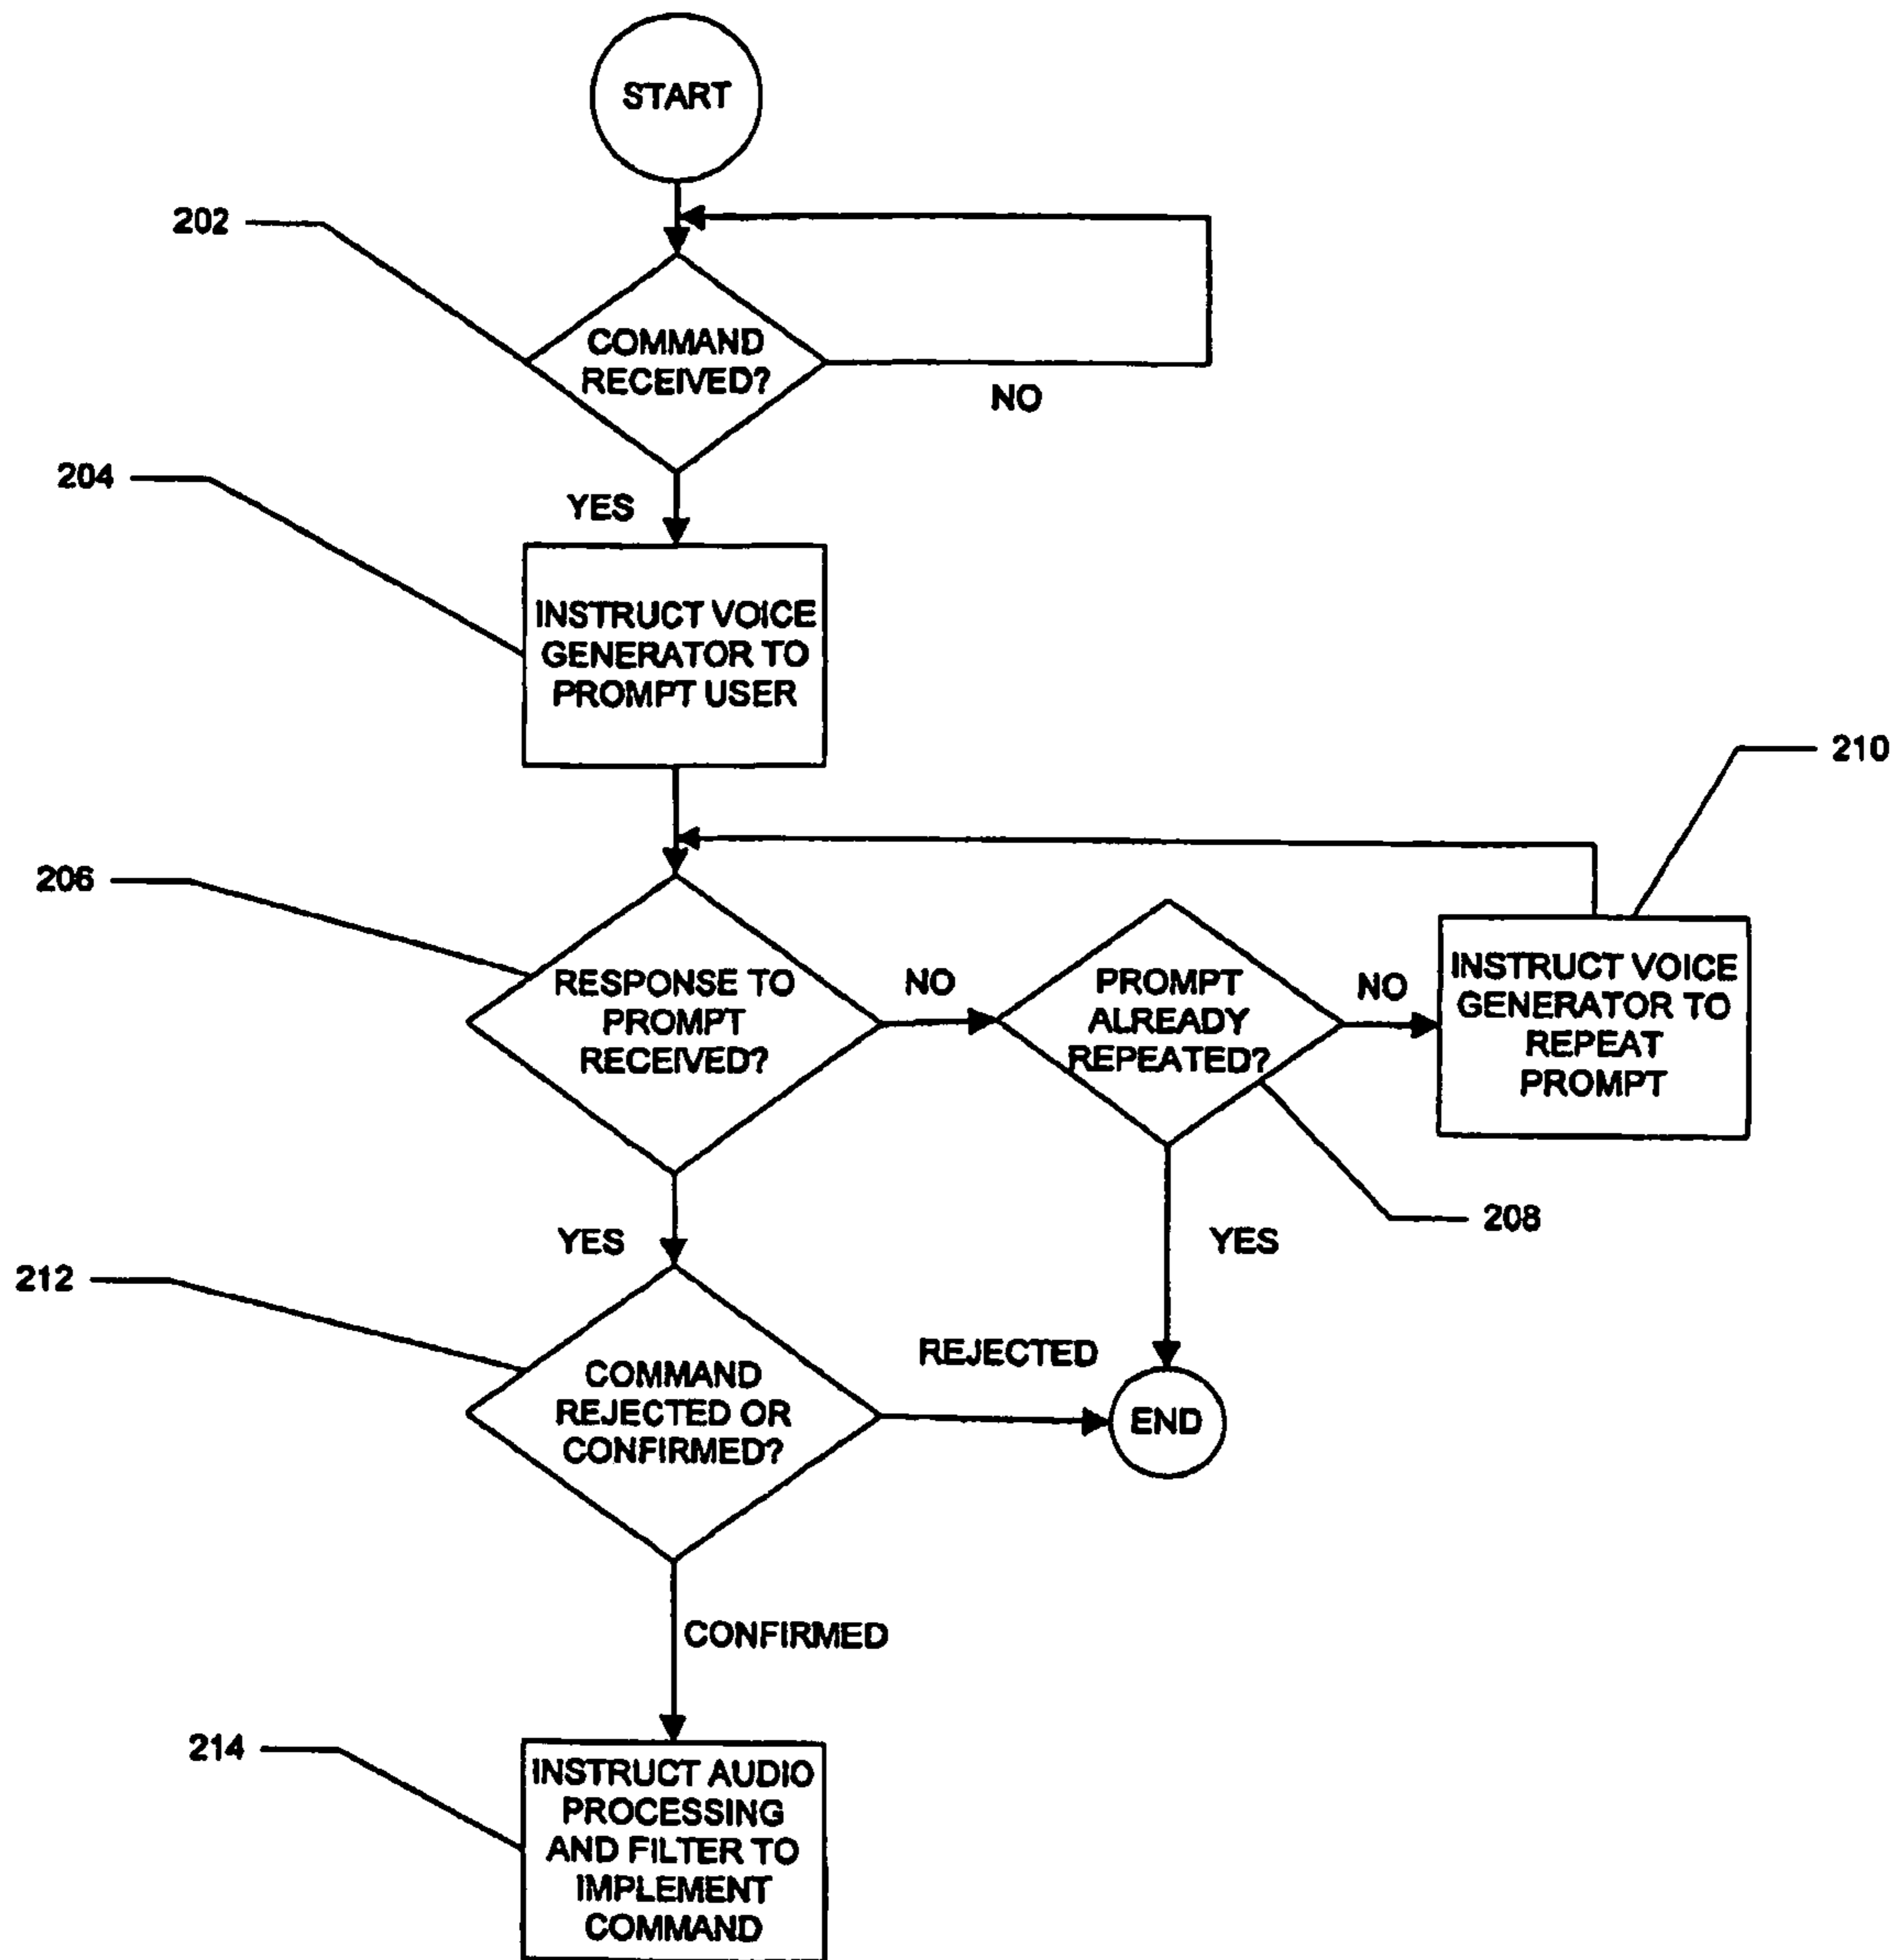 START
202
COMMAND
RECEIVED?
NO
204
YES
INSTRUCT VOICE
GENERATOR TO
PROMPT USER
210
206
RESPONSE TO
PROMPT
RECEIVED?
NO
PROMPT
ALREADY
REPEATED?
NO
INSTRUCT VOICE
GENERATOR TO
REPEAT
PROMPT
208
YES
YES
212
COMMAND
REJECTED OR
CONFIRMED?
REJECTED
END
CONFIRMED
214
INSTRUCT AUDIO
PROCESSING
AND FILTER TO
IMPLEMENT
COMMAND